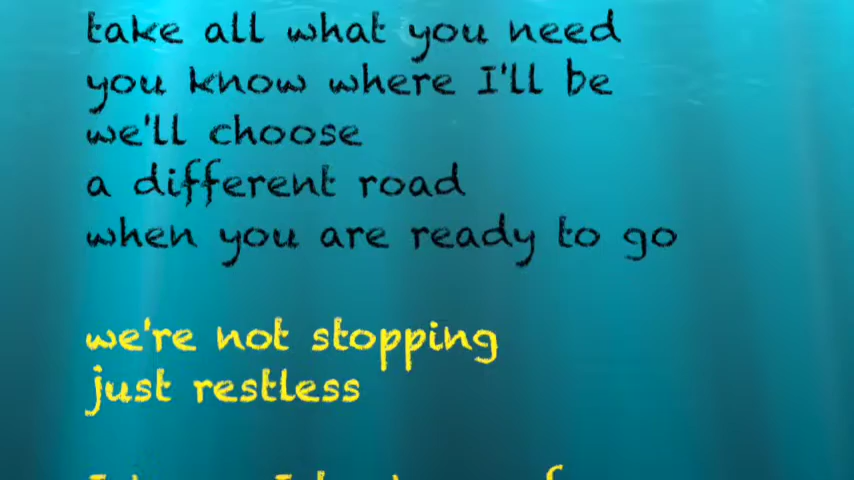 take all what you need
you know where I'll be
we'll choose
a different road
when you are ready to go
we're not stopping
just restless